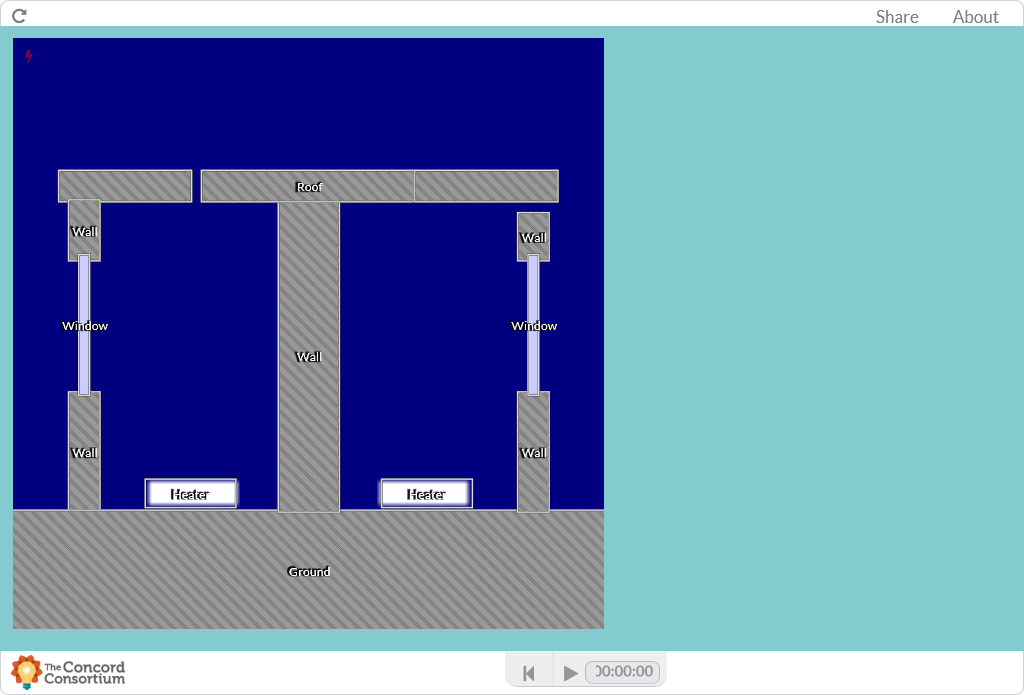 Share About
Roof
Wall
Wall
Window
Window
Wall
Wall
Wall
Heater
Heater
Ground
The Concord
Consortium
00:00:00